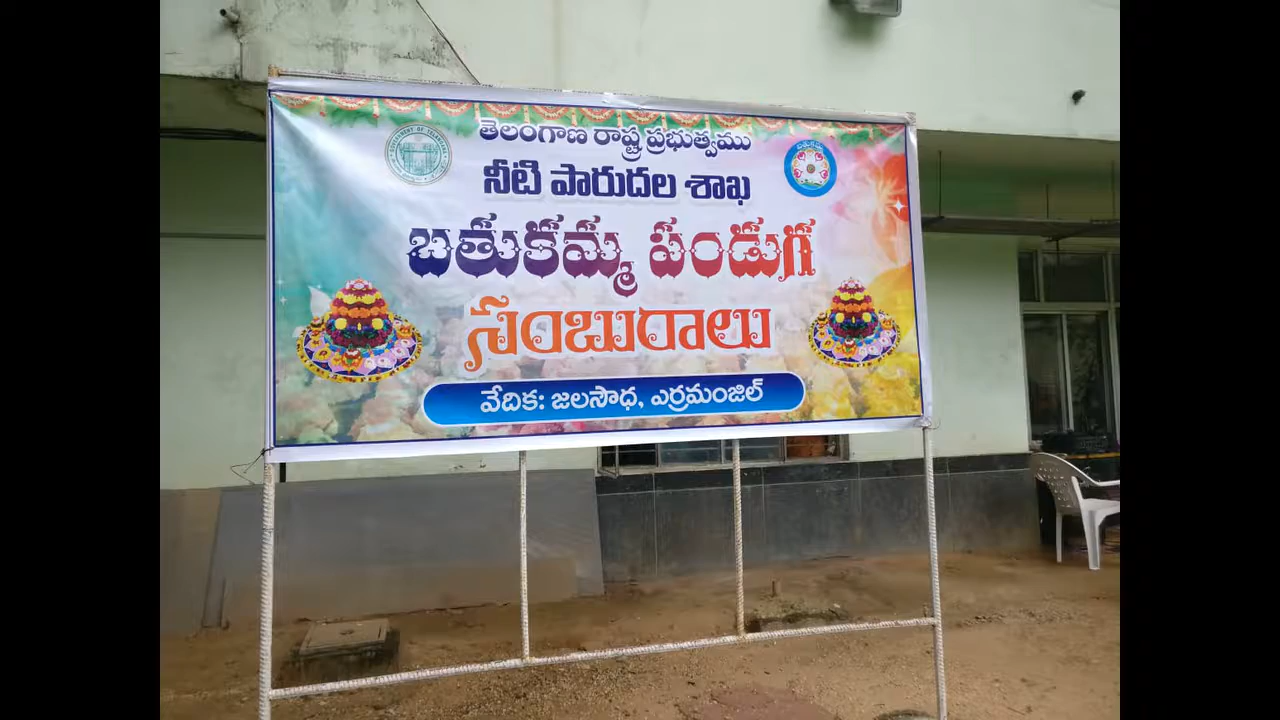 తెలంగాణ రాష్ట్ర ప్రభుత్వము
నీటి పారుదల శాఖ
బతుకమ్మ పండుగ
సంబురాలు
వేదిక: జలసౌధ, ఎర్రమంజిల్